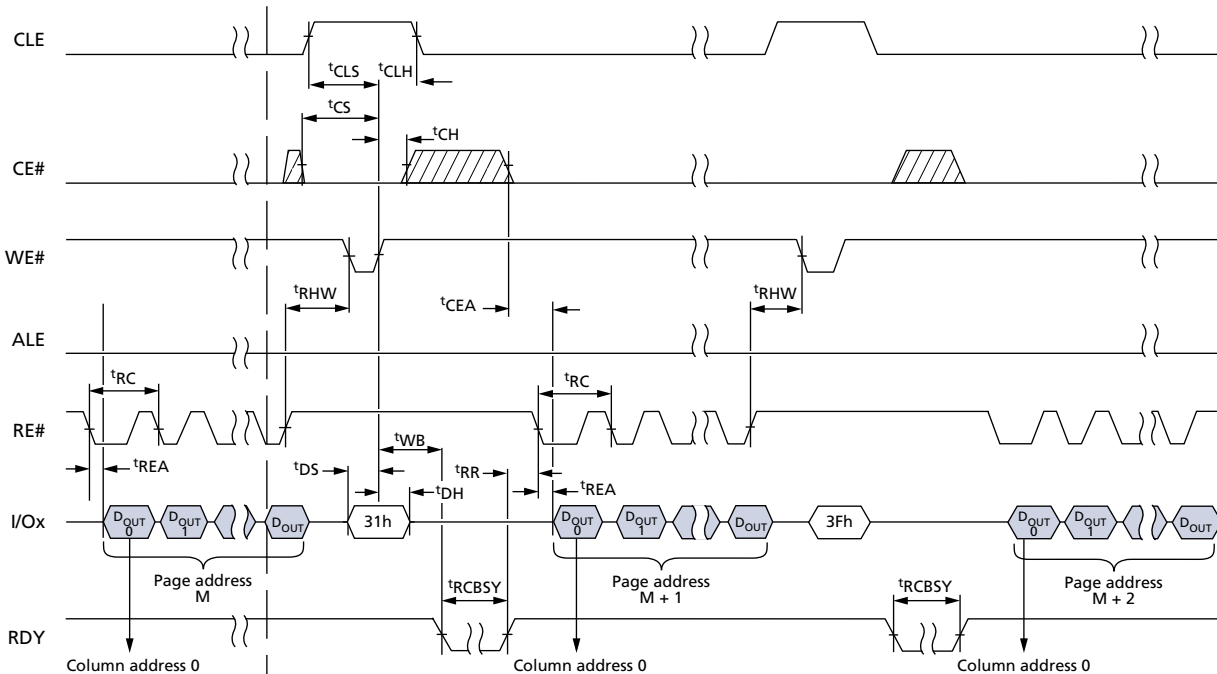 CLE
tCLS tCLH
tCS
tCH
CE#
WE#
tRHW
tCEA
tRHW
ALE
tRC
tRC
RE#
tWB
tREA
tDS
tRR
tDH
tREA
I/Ox
DOUT 0
DOUT 1
DOUT
31h
DOUT 0
DOUT 1
DOUT
3Fh
DOUT 0
DOUT 1
DOUT
Page address
M
tRCBSY
Page address
M + 1
tRCBSY
Page address
M + 2
RDY
Column address 0
Column address 0
Column address 0